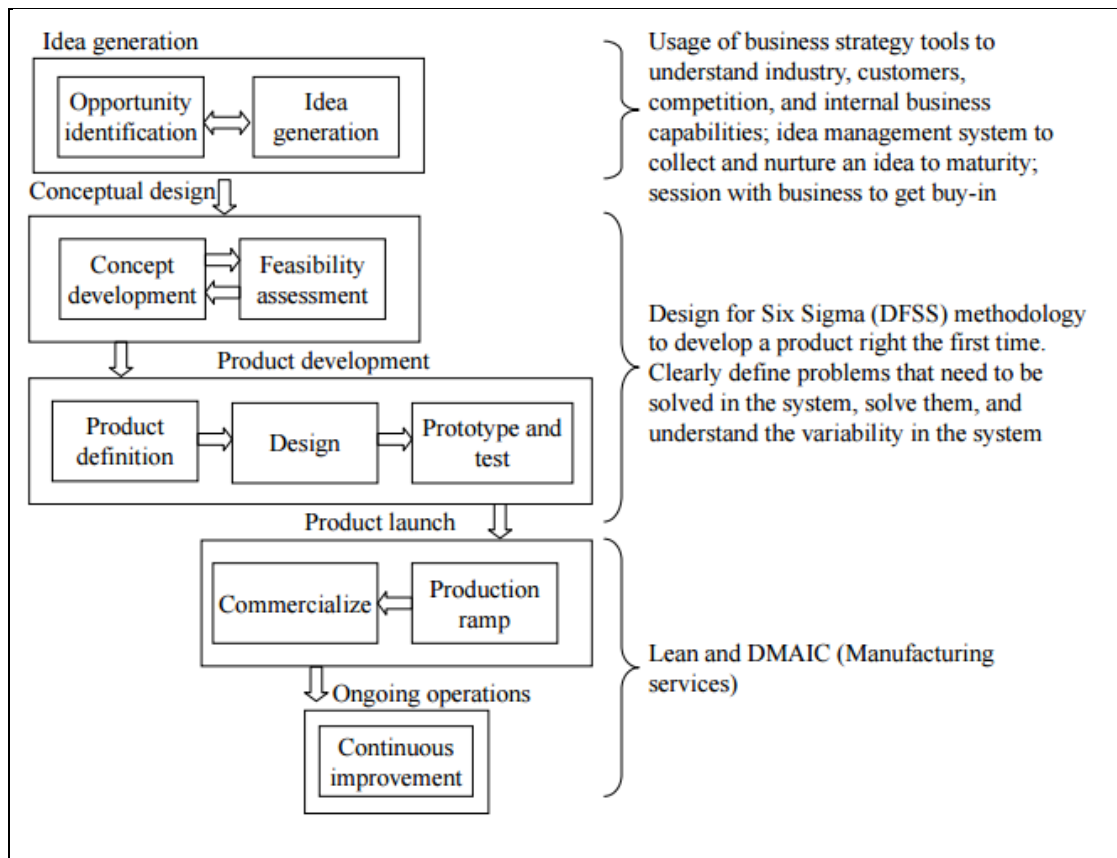 Idea generation
Opportunity
identification
Idea
generation
Usage of business strategy tools to
understand industry, customers,
competition, and internal business
capabilities; idea management system to
collect and nurture an idea to maturity;
session with business to get buy-in
Conceptual design
Concept
development
Feasibility
assessment
Product development
Product
definition
Design
Prototype and
test
Design for Six Sigma (DFSS) methodology
to develop a product right the first time.
Clearly define problems that need to be
solved in the system, solve them, and
understand the variability in the system
Product launch
Commercialize
Production
ramp
Ongoing operations
Continuous
improvement
Lean and DMAIC (Manufacturing
services)